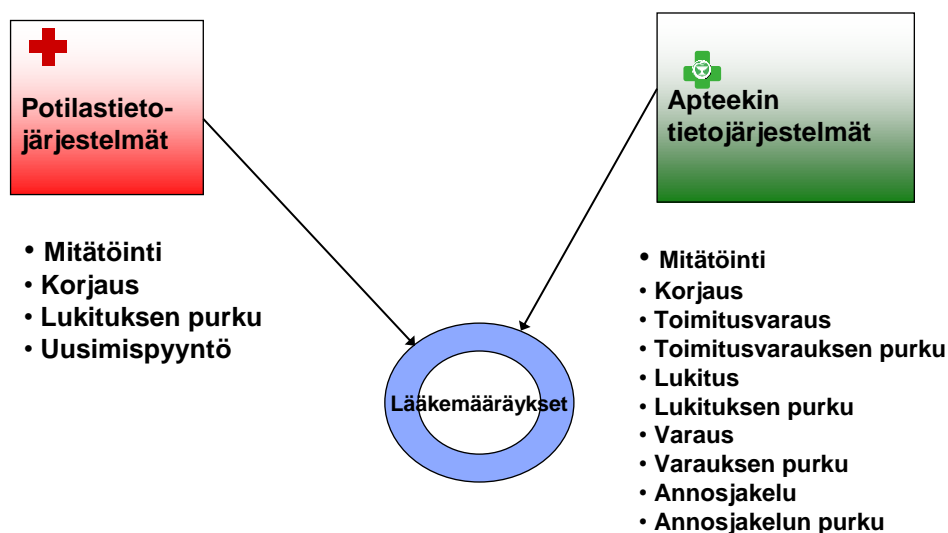 Potilastieto-
järjestelmät
Apteekin
tietojärjestelmät
• Mitätöinti
• Korjaus
• Lukituksen purku
• Uusimispyyntö
Lääkemääräykset
• Mitätöinti
• Korjaus
• Toimitusvaraus
• Toimitusvarauksen purku
• Lukitus
• Lukituksen purku
• Varaus
• Varauksen purku
• Annosjakelu
• Annosjakelun purku